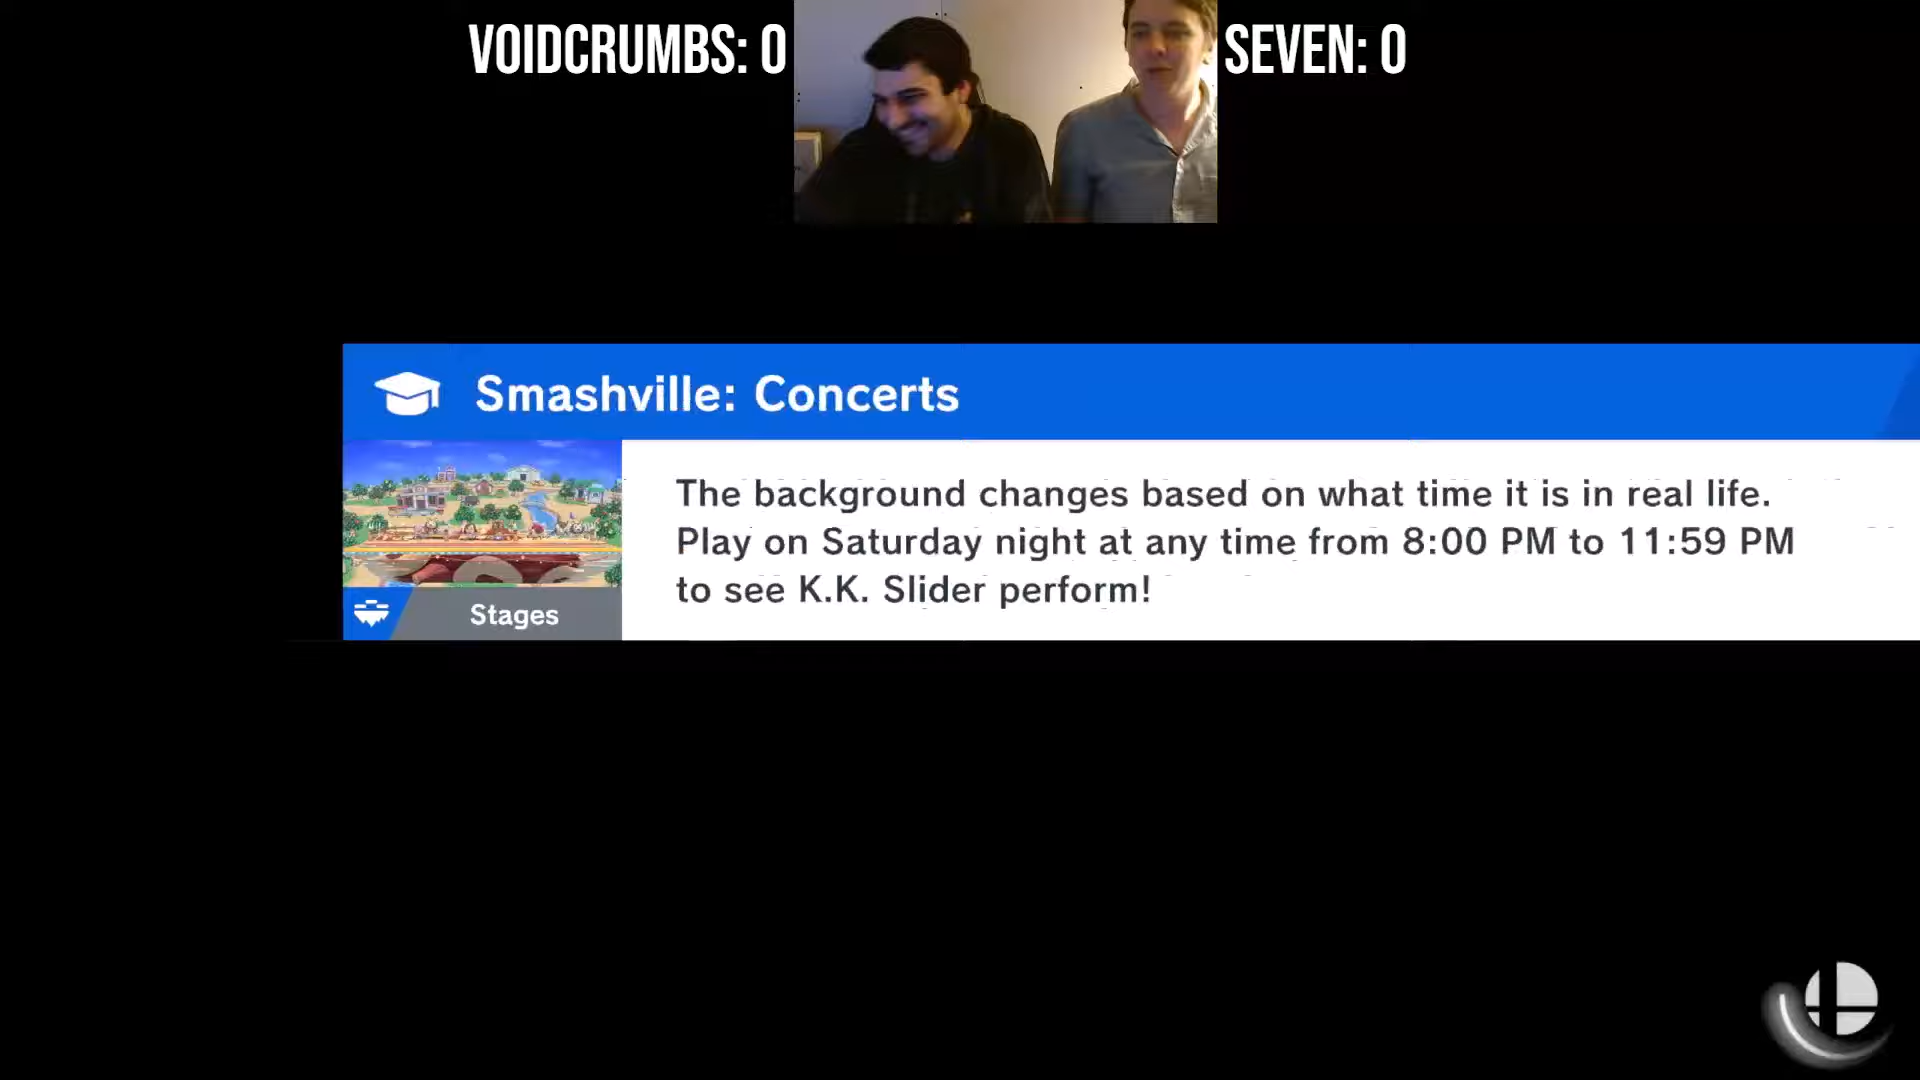 VOIDCRUMBS: 0
SEVEN: 0
Smashville: Concerts
The background changes based on what time it is in real life.
Play on Saturday night at any time from 8:00 PM to 11:59 PM
to see K.K. Slider perform!
Stages